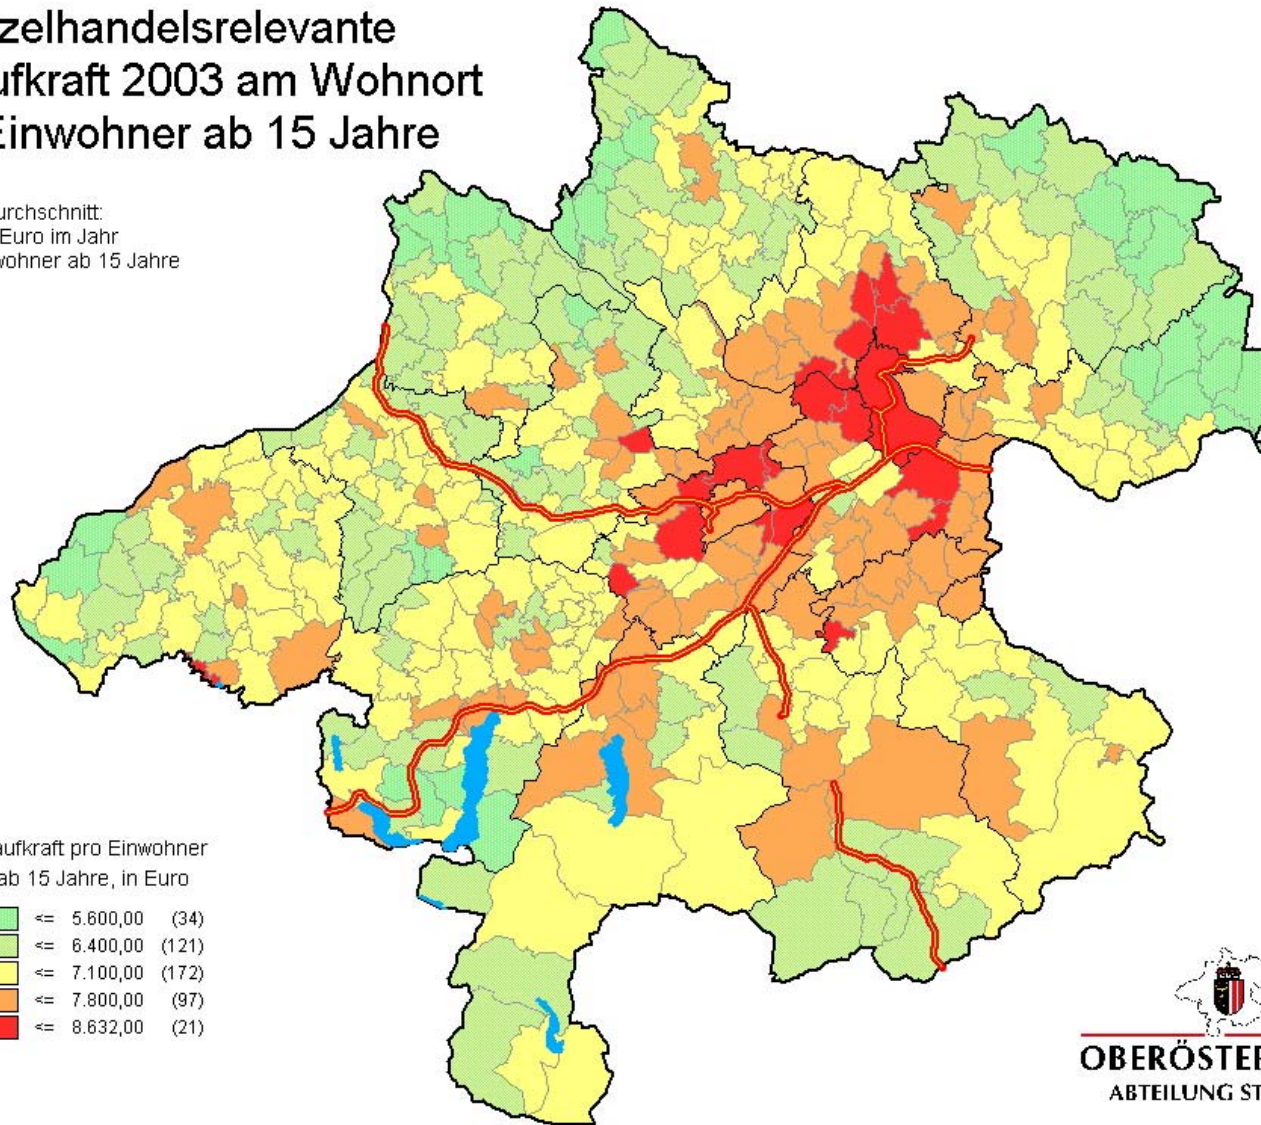 zelhandelsrelevante
ufkraft 2003 am Wohnort
Einwohner ab 15 Jahre
urchschnitt:
Euro im Jahr
wohner ab 15 Jahre
aufkraft pro Einwohner
ab 15 Jahre, in Euro
<= 5.600,00 (34)
<= 6.400,00 (121)
<= 7.100,00 (172)
<= 7.800,00 (97)
<= 8.632,00 (21)
OBERÖSTER
ABTEILUNG ST